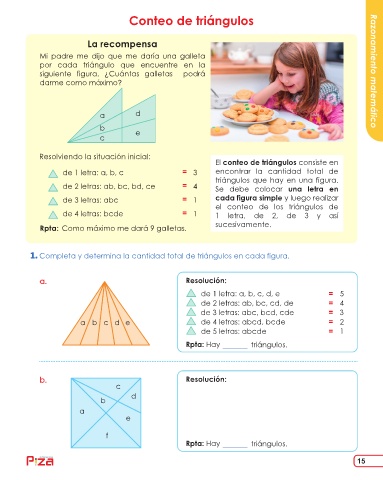 Conteo de triángulos
Razonamiento matemático
La recompensa
Mi padre me dijo que me daría una galleta
por cada triángulo que encuentre en la
siguiente figura. ¿Cuántas galletas podrá
darme como máximo?
a
d
b
e
c
Resolviendo la situación inicial:
de 1 letra: a, b, c = 3
de 2 letras: ab, bc, bd, ce = 4
de 3 letras: abc = 1
de 4 letras: bcde = 1
Rpta: Como máximo me dará 9 galletas.
El conteo de triángulos consiste en
encontrar la cantidad total de
triángulos que hay en una figura.
Se debe colocar una letra en
cada figura simple y luego realizar
el conteo de los triángulos de
1 letra, de 2, de 3 y así
sucesivamente.
1. Completa y determina la cantidad total de triángulos en cada figura.
a.
a b c d e
Resolución:
de 1 letra: a, b, c, d, e = 5
de 2 letras: ab, bc, cd, de = 4
de 3 letras: abc, bcd, cde = 3
de 4 letras: abcd, bcde = 2
de 5 letras: abcde = 1
Rpta: Hay ______ triángulos.
b.
c
d
b
a
e
f
Resolución:
Rpta: Hay ______ triángulos.
Piza
15